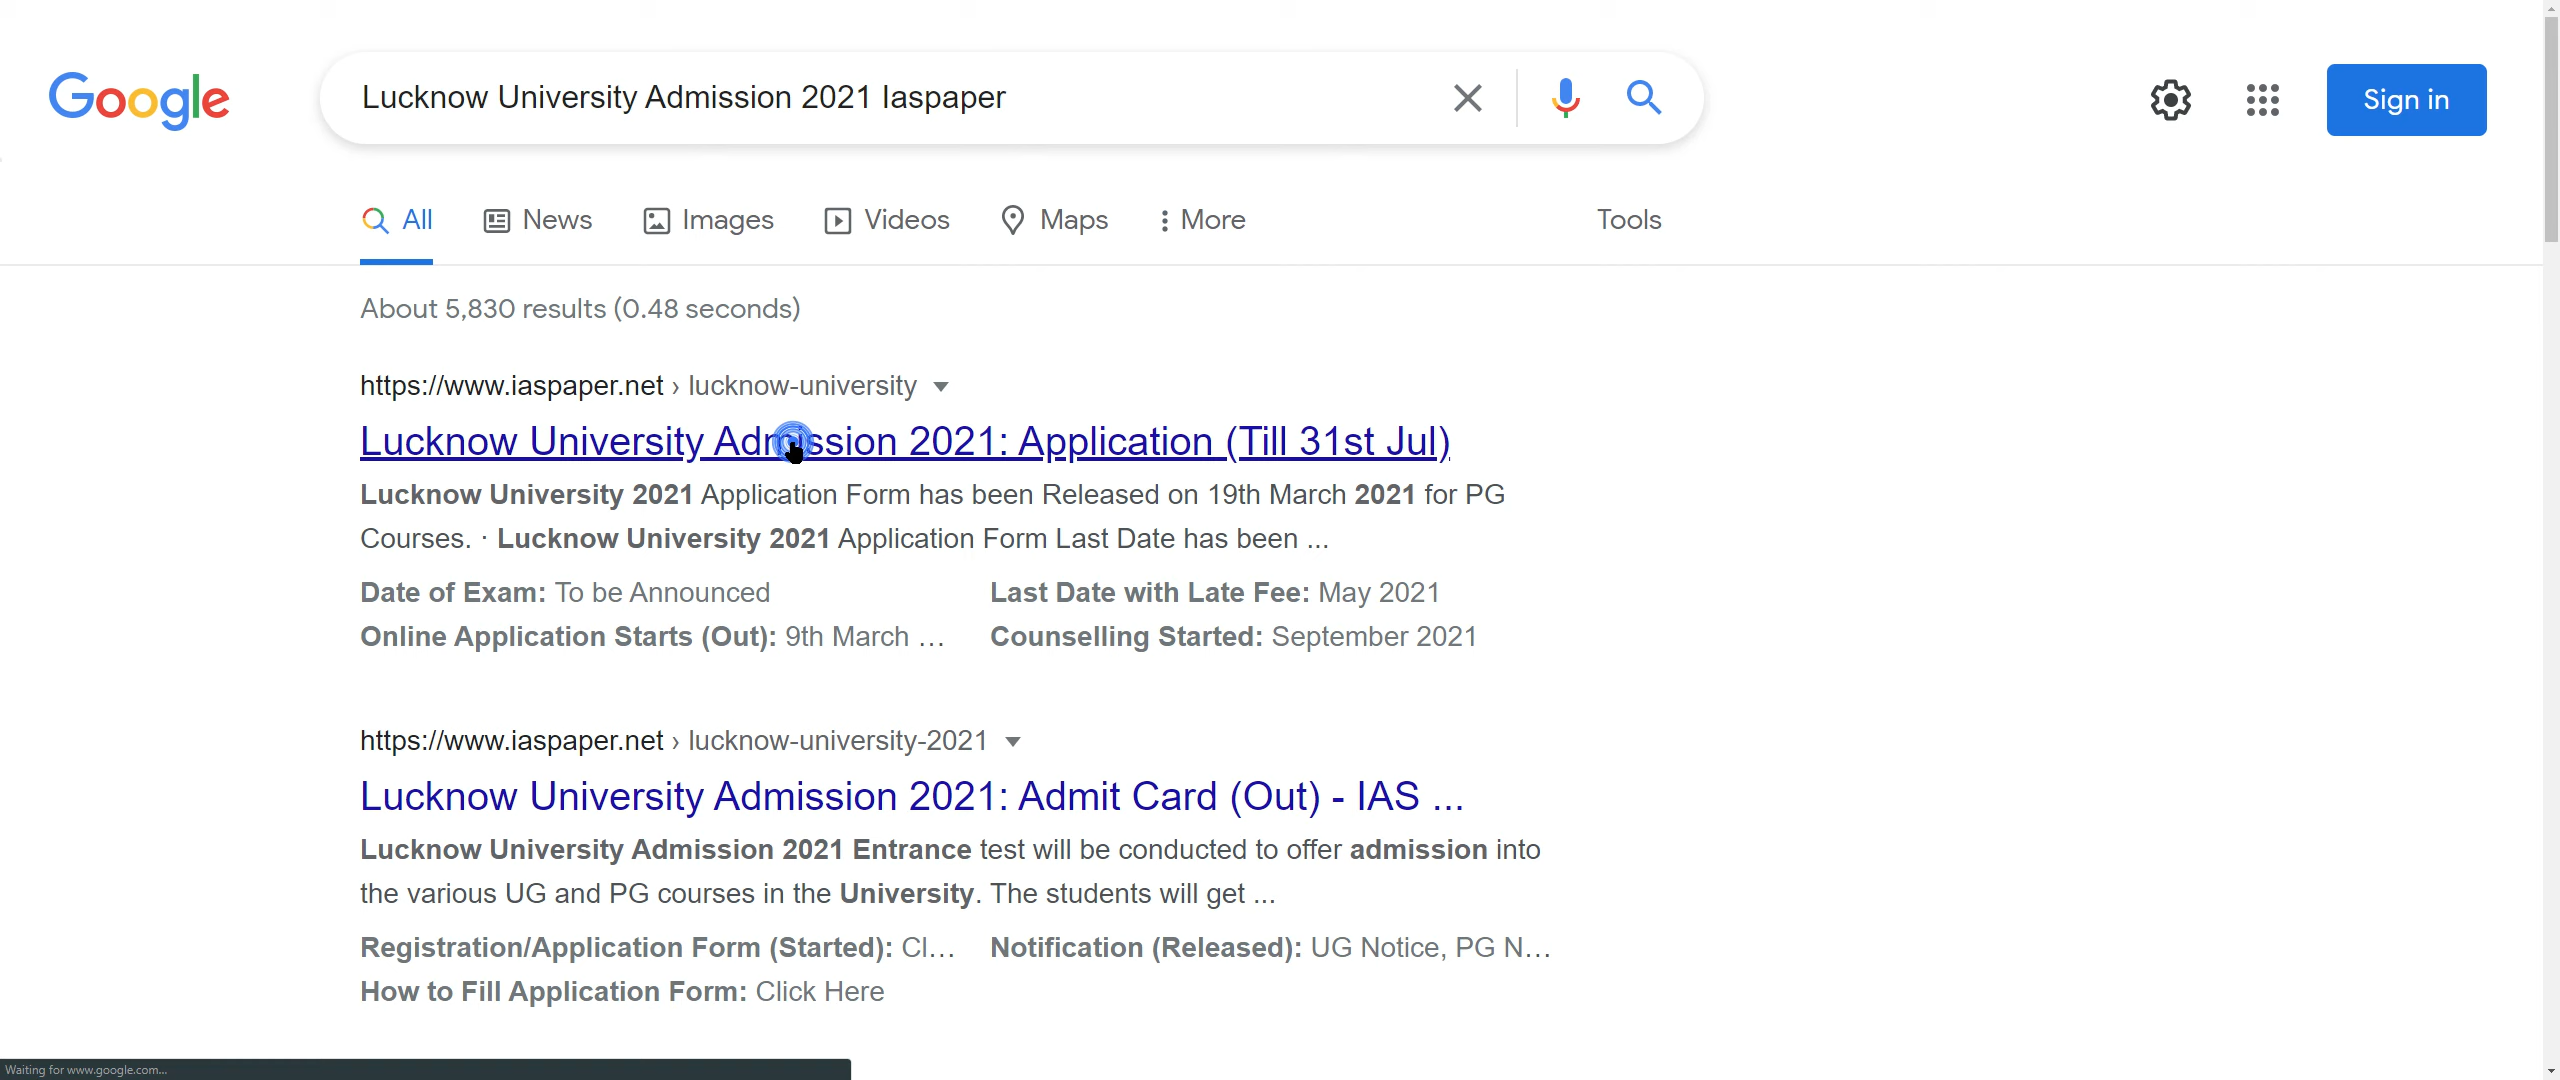 Google
Lucknow University Admission 2021 Iaspaper
Sign in
All News Images Videos Maps More Tools
About 5,830 results (0.48 seconds)
https://www.iaspaper.net › lucknow-university
Lucknow University Admission 2021: Application (Till 31st Jul)
Lucknow University 2021 Application Form has been Released on 19th March 2021 for PG
Courses. · Lucknow University 2021 Application Form Last Date has been ...
Date of Exam: To be Announced Last Date with Late Fee: May 2021
Online Application Starts (Out): 9th March ... Counselling Started: September 2021
https://www.iaspaper.net › lucknow-university-2021
Lucknow University Admission 2021: Admit Card (Out) - IAS ...
Lucknow University Admission 2021 Entrance test will be conducted to offer admission into
the various UG and PG courses in the University. The students will get ...
Registration/Application Form (Started): Cl... Notification (Released): UG Notice, PG N...
How to Fill Application Form: Click Here
Waiting for www.google.com...